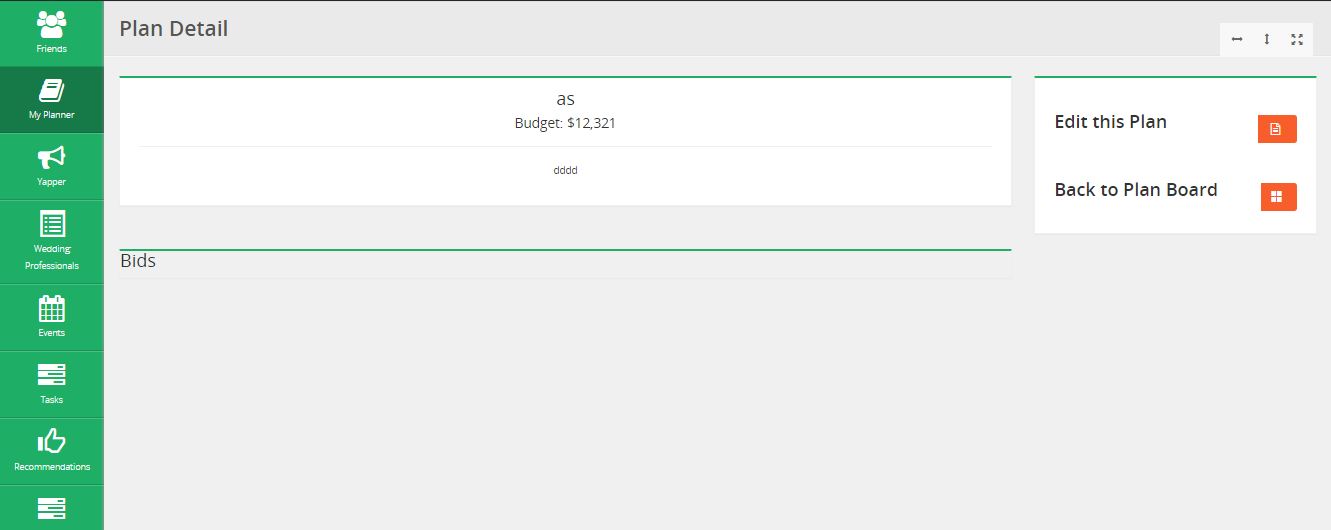 Friends
My Planner
Yapper
Wedding
Professionals
Events
Tasks
Recommendations
Plan Detail
as
Budget: $12,321
dddd
Bids
Edit this Plan
Back to Plan Board